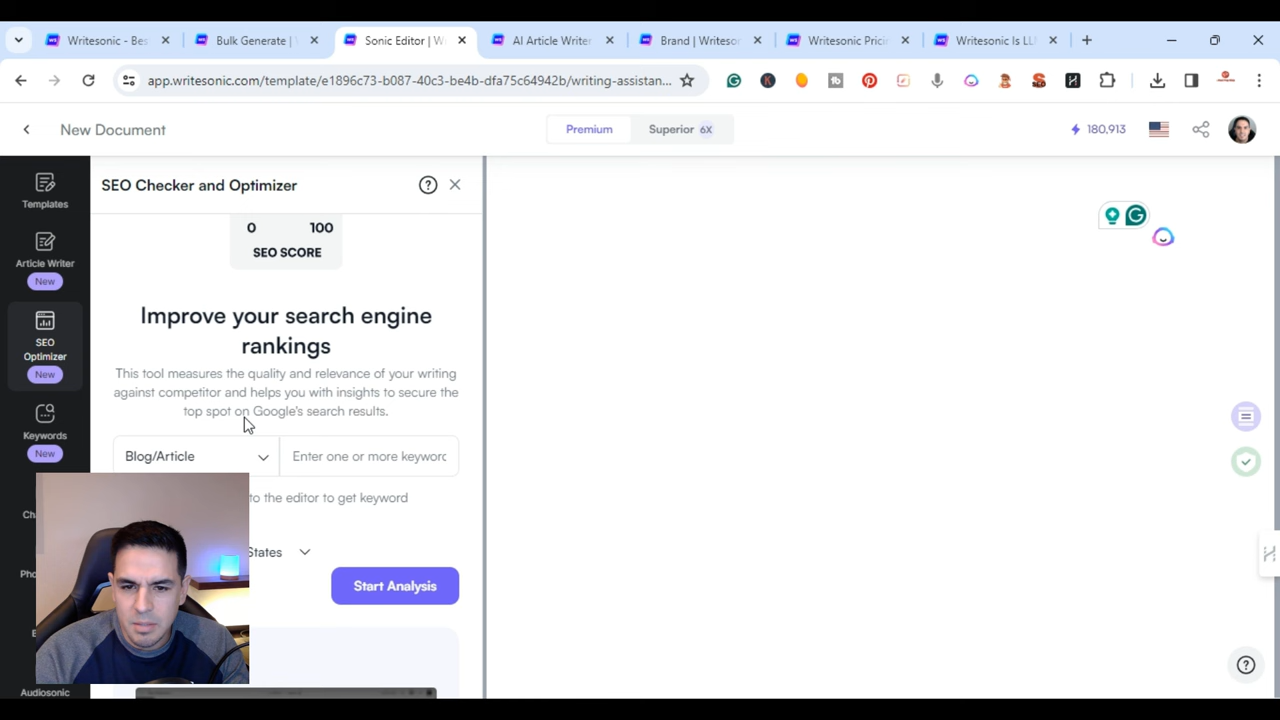 Writesonic - Bes
Bulk Generate |
Sonic Editor | W
AI Article Writer
Brand | Writeson
Writesonic Pricin
Writesonic Is LLI
app.writesonic.com/template/e1896c73-b087-40c3-be4b-dfa75c64942b/writing-assistan...
New Document
Premium
Superior 6X
180,913
Templates
Article Writer
New
SEO
Optimizer
New
Keywords
New
Audiosonic
SEO Checker and Optimizer
0 100
SEO SCORE
Improve your search engine
rankings
This tool measures the quality and relevance of your writing
against competitor and helps you with insights to secure the
top spot on Google's search results.
Blog/Article
Enter one or more keyword
to the editor to get keyword
States
Start Analysis